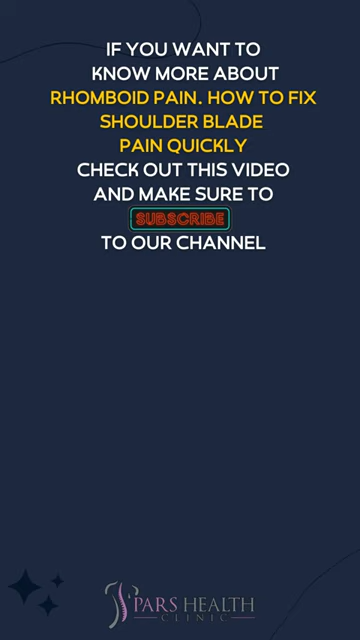 IF YOU WANT TO
KNOW MORE ABOUT
RHOMBOID PAIN. HOW TO FIX
SHOULDER BLADE
PAIN QUICKLY
CHECK OUT THIS VIDEO
AND MAKE SURE TO
SUBSCRIBE
TO OUR CHANNEL
PARS HEALTH
CLINIC